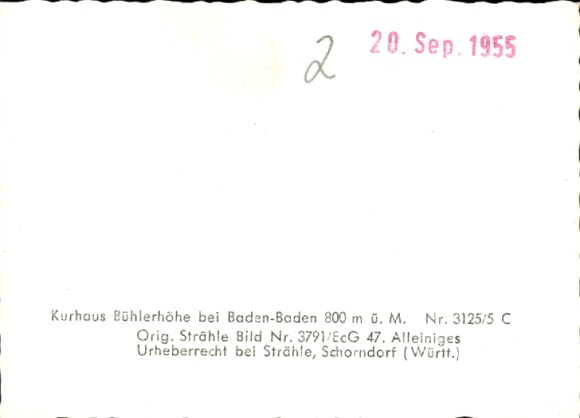 2
20. Sep. 1955
Kurhaus Bühlerhöhe bei Baden-Baden 800 m ü. M. Nr. 3125/5 C
Orig. Strähle Bild Nr. 3791/EcG 47. Alleiniges
Urheberrecht bei Strähle, Schorndorf (Württ.)